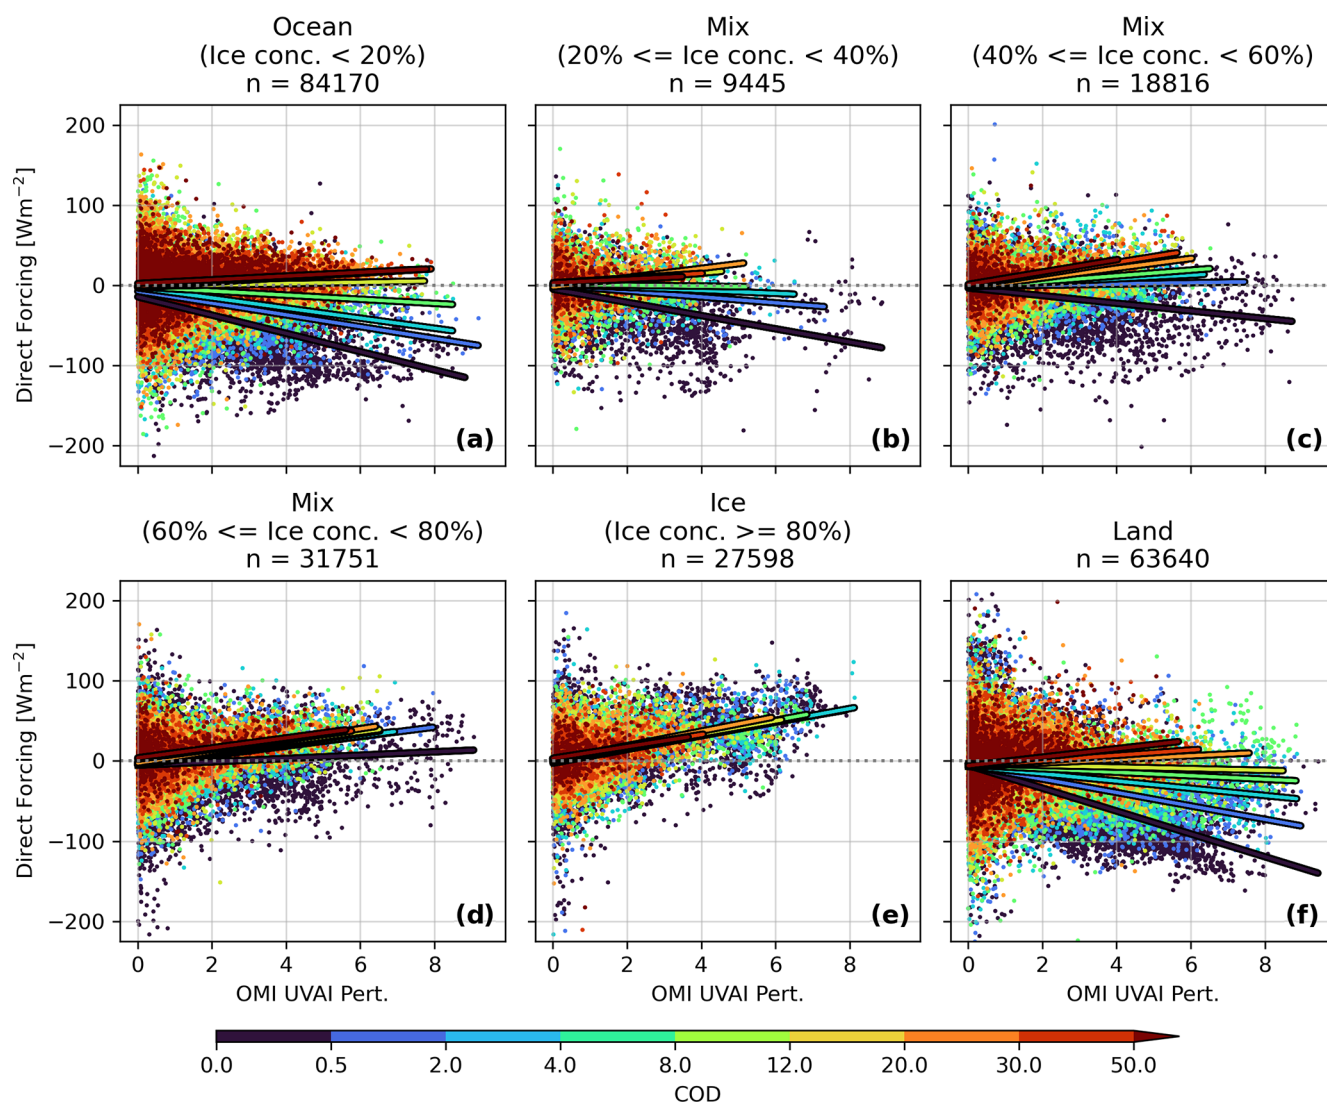 Ocean
(Ice conc. < 20%)
n = 84170
Mix
(20% <= Ice conc. < 40%)
n = 9445
Mix
(40% <= Ice conc. < 60%)
n = 18816
Direct Forcing [Wm−2]
200
100
0
−100
−200
(a)
(b)
(c)
Mix
(60% <= Ice conc. < 80%)
n = 31751
Ice
(Ice conc. >= 80%)
n = 27598
Land
n = 63640
Direct Forcing [Wm−2]
200
100
0
−100
−200
(d)
(e)
(f)
0 2 4 6 8
0 2 4 6 8
0 2 4 6 8
OMI UVAI Pert.
OMI UVAI Pert.
OMI UVAI Pert.
0.0 0.5 2.0 4.0 8.0 12.0 20.0 30.0 50.0
COD